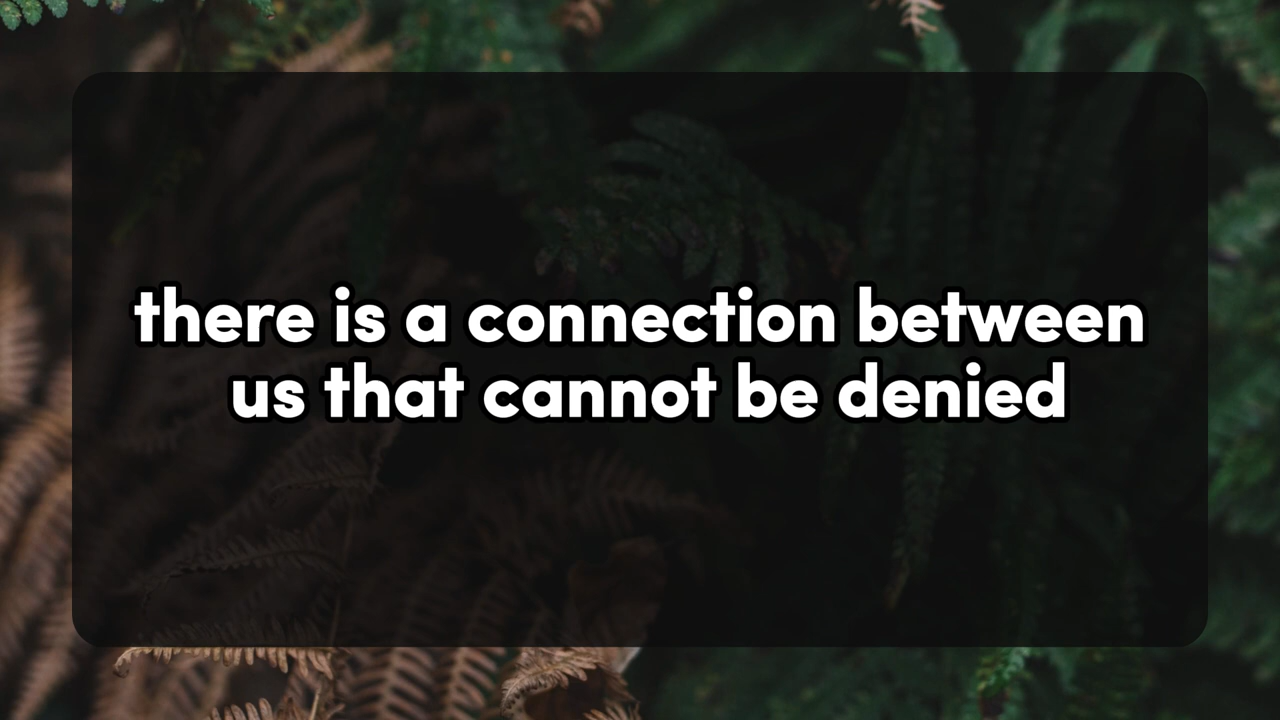 there is a connection between
us that cannot be denied